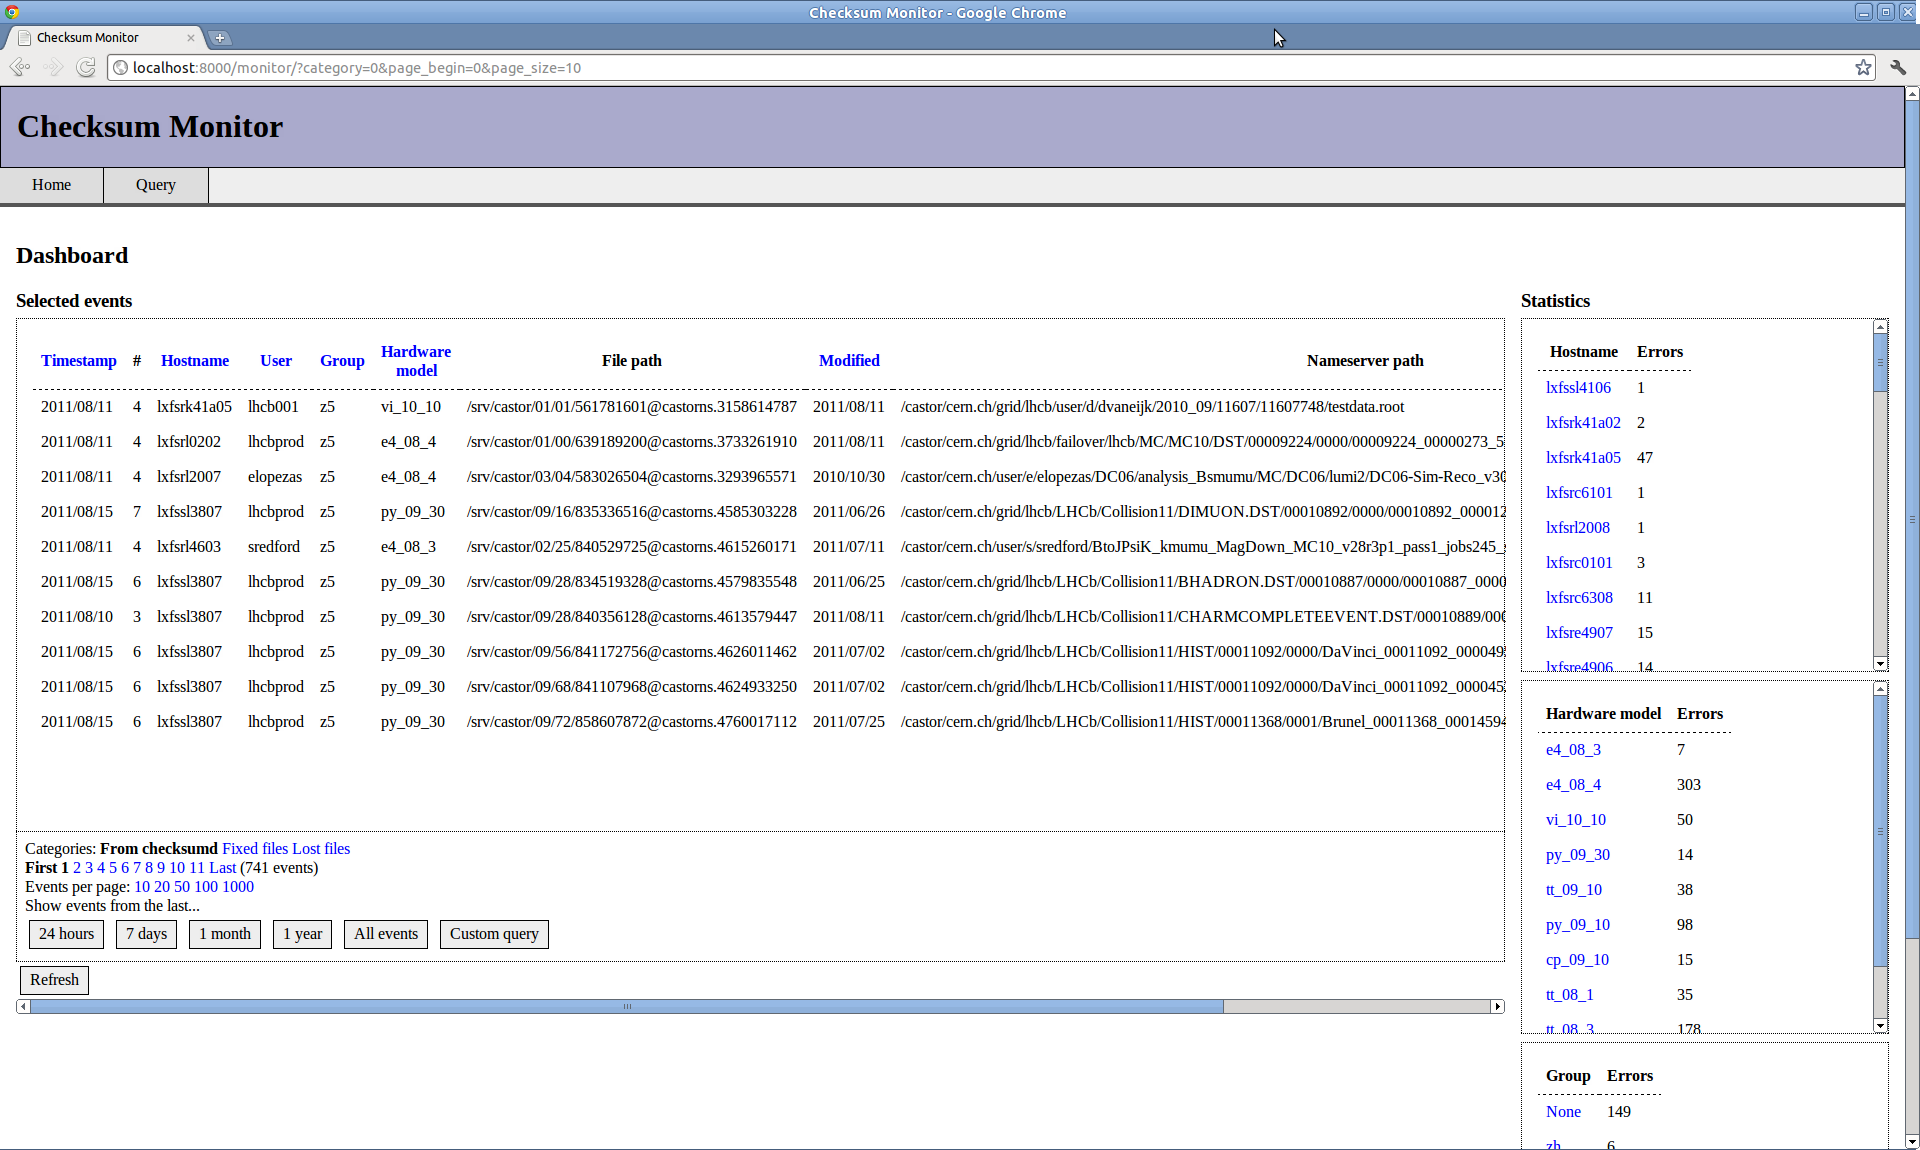 Checksum Monitor - Google Chrome
Checksum Monitor
localhost:8000/monitor/?category=0&page_begin=0&page_size=10
Checksum Monitor
Home Query
Dashboard
Selected events
Timestamp # Hostname User Group Hardware model File path Modified Nameserver path
2011/08/11 4 lxfsrk41a05 lhcb001 z5 vi_10_10 /srv/castor/01/01/561781601@castorns.3158614787 2011/08/11 /castor/cern.ch/grid/lhcb/user/d/dvaneijk/2010_09/11607/11607748/testdata.root
2011/08/11 4 lxfsrl0202 lhcbprod z5 e4_08_4 /srv/castor/01/00/639189200@castorns.3733261910 2011/08/11 /castor/cern.ch/grid/lhcb/failover/lhcb/MC/MC10/DST/00009224/0000/00009224_00000273_5
2011/08/11 4 lxfsrl2007 elopezas z5 e4_08_4 /srv/castor/03/04/583026504@castorns.3293965571 2010/10/30 /castor/cern.ch/user/e/elopezas/DC06/analysis_Bsmumu/MC/DC06/lumi2/DC06-Sim-Reco_v30
2011/08/15 7 lxfssl3807 lhcbprod z5 py_09_30 /srv/castor/09/16/835336516@castorns.4585303228 2011/06/26 /castor/cern.ch/grid/lhcb/LHCb/Collision11/DIMUON.DST/00010892/0000/00010892_000012
2011/08/11 4 lxfsrl4603 sredford z5 e4_08_3 /srv/castor/02/25/840529725@castorns.4615260171 2011/07/11 /castor/cern.ch/user/s/sredford/BtoJPsiK_kmumu_MagDown_MC10_v28r3p1_pass1_jobs245_
2011/08/15 6 lxfssl3807 lhcbprod z5 py_09_30 /srv/castor/09/28/834519328@castorns.4579835548 2011/06/25 /castor/cern.ch/grid/lhcb/LHCb/Collision11/BHADRON.DST/00010887/0000/00010887_0000
2011/08/10 3 lxfssl3807 lhcbprod z5 py_09_30 /srv/castor/09/28/840356128@castorns.4613579447 2011/08/11 /castor/cern.ch/grid/lhcb/LHCb/Collision11/CHARMCOMPLETEEVENT.DST/00010889/000
2011/08/15 6 lxfssl3807 lhcbprod z5 py_09_30 /srv/castor/09/56/841172756@castorns.4626011462 2011/07/02 /castor/cern.ch/grid/lhcb/LHCb/Collision11/HIST/00011092/0000/DaVinci_00011092_000049
2011/08/15 6 lxfssl3807 lhcbprod z5 py_09_30 /srv/castor/09/68/841107968@castorns.4624933250 2011/07/02 /castor/cern.ch/grid/lhcb/LHCb/Collision11/HIST/00011092/0000/DaVinci_00011092_000045
2011/08/15 6 lxfssl3807 lhcbprod z5 py_09_30 /srv/castor/09/72/858607872@castorns.4760017112 2011/07/25 /castor/cern.ch/grid/lhcb/LHCb/Collision11/HIST/00011368/0001/Brunel_00011368_00014594
Categories: From checksumd Fixed files Lost files
First 1 2 3 4 5 6 7 8 9 10 11 Last (741 events)
Events per page: 10 20 50 100 1000
Show events from the last...
24 hours 7 days 1 month 1 year All events Custom query
Refresh
Statistics
Hostname Errors
lxfssl4106 1
lxfsrk41a02 2
lxfsrk41a05 47
lxfsrc6101 1
lxfsrl2008 1
lxfsrc0101 3
lxfsrc6308 11
lxfsre4907 15
lxfsre4906 14
Hardware model Errors
e4_08_3 7
e4_08_4 303
vi_10_10 50
py_09_30 14
tt_09_10 38
py_09_10 98
cp_09_10 15
tt_08_1 35
tt_08_3 178
Group Errors
None 149
zh 6